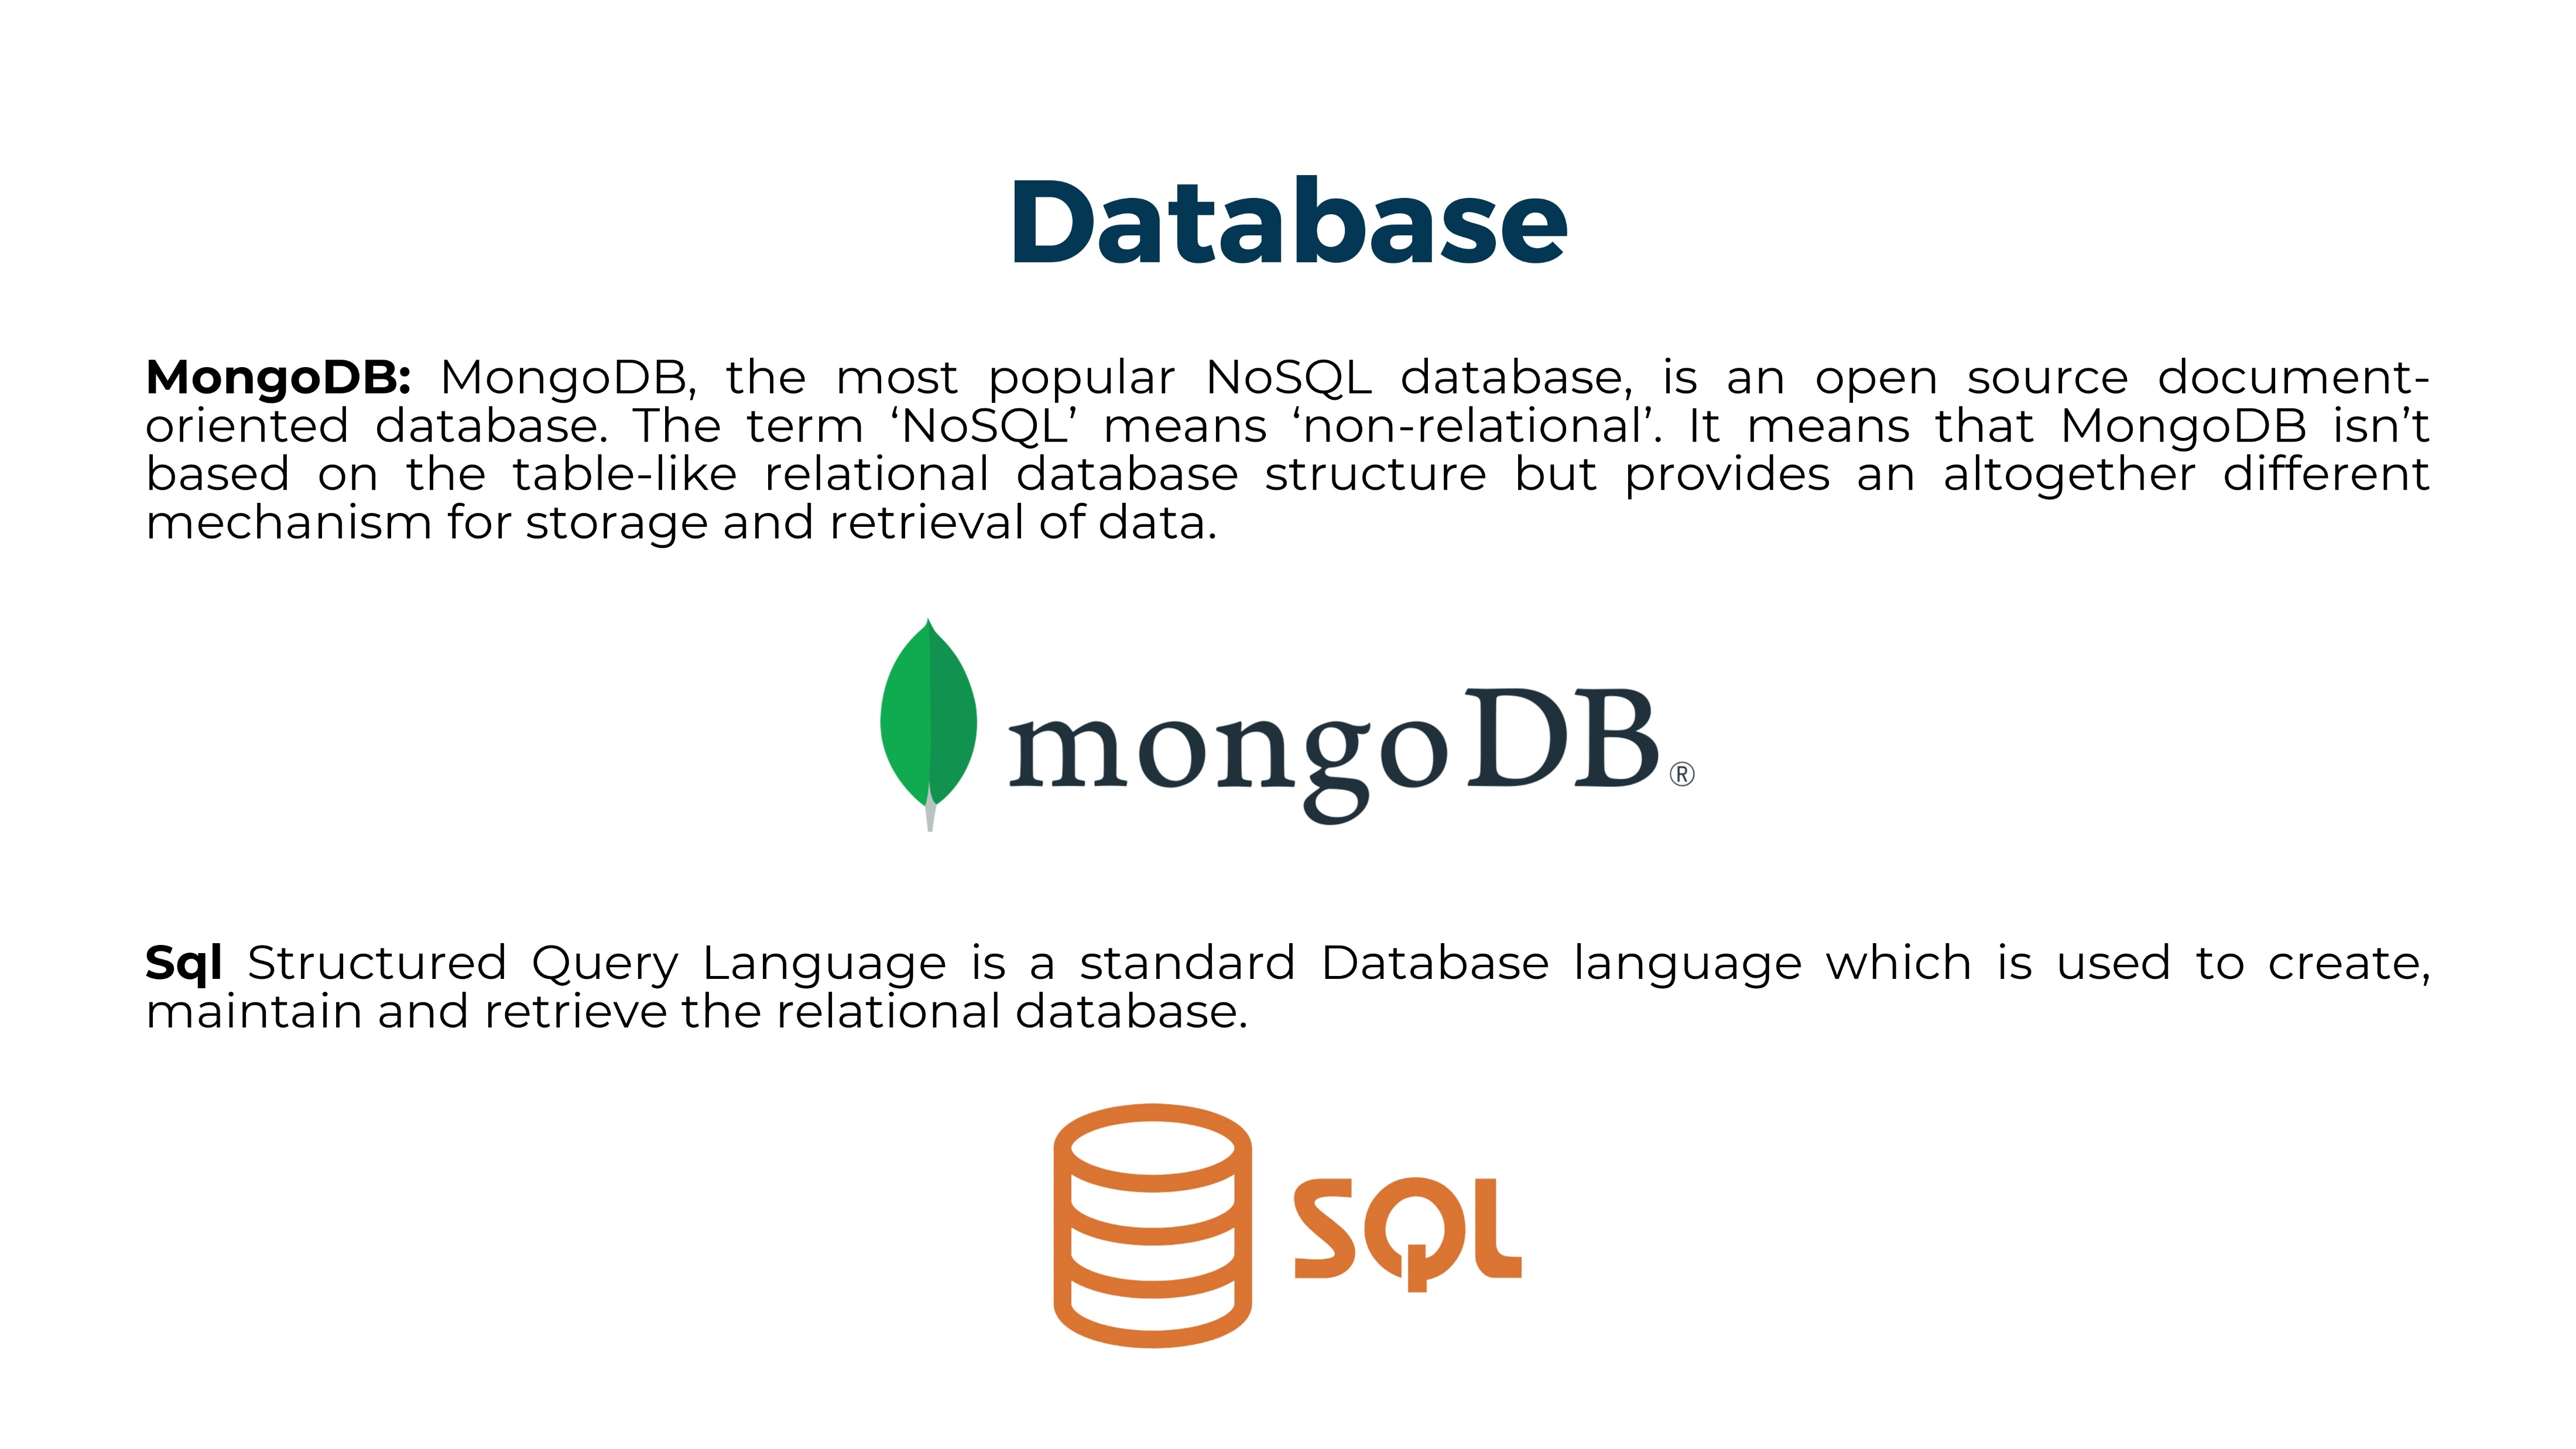 Database
MongoDB: MongoDB, the most popular NoSQL database, is an open source document-
oriented database. The term ‘NoSQL’ means ‘non-relational’. It means that MongoDB isn’t
based on the table-like relational database structure but provides an altogether different
mechanism for storage and retrieval of data.
mongoDB®
Sql Structured Query Language is a standard Database language which is used to create,
maintain and retrieve the relational database.
SQL